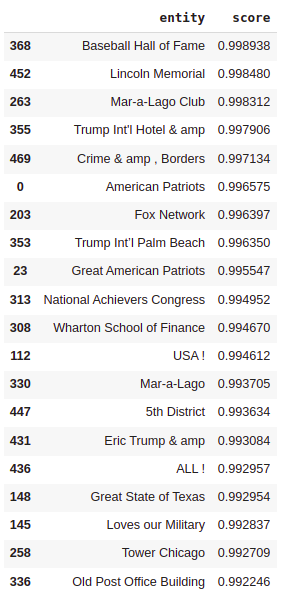 entity score
368 Baseball Hall of Fame 0.998938
452 Lincoln Memorial 0.998480
263 Mar-a-Lago Club 0.998312
355 Trump Int'l Hotel & amp 0.997906
469 Crime & amp , Borders 0.997134
0 American Patriots 0.996575
203 Fox Network 0.996397
353 Trump Int’l Palm Beach 0.996350
23 Great American Patriots 0.995547
313 National Achievers Congress 0.994952
308 Wharton School of Finance 0.994670
112 USA ! 0.994612
330 Mar-a-Lago 0.993705
447 5th District 0.993634
431 Eric Trump & amp 0.993084
436 ALL ! 0.992957
148 Great State of Texas 0.992954
145 Loves our Military 0.992837
258 Tower Chicago 0.992709
336 Old Post Office Building 0.992246